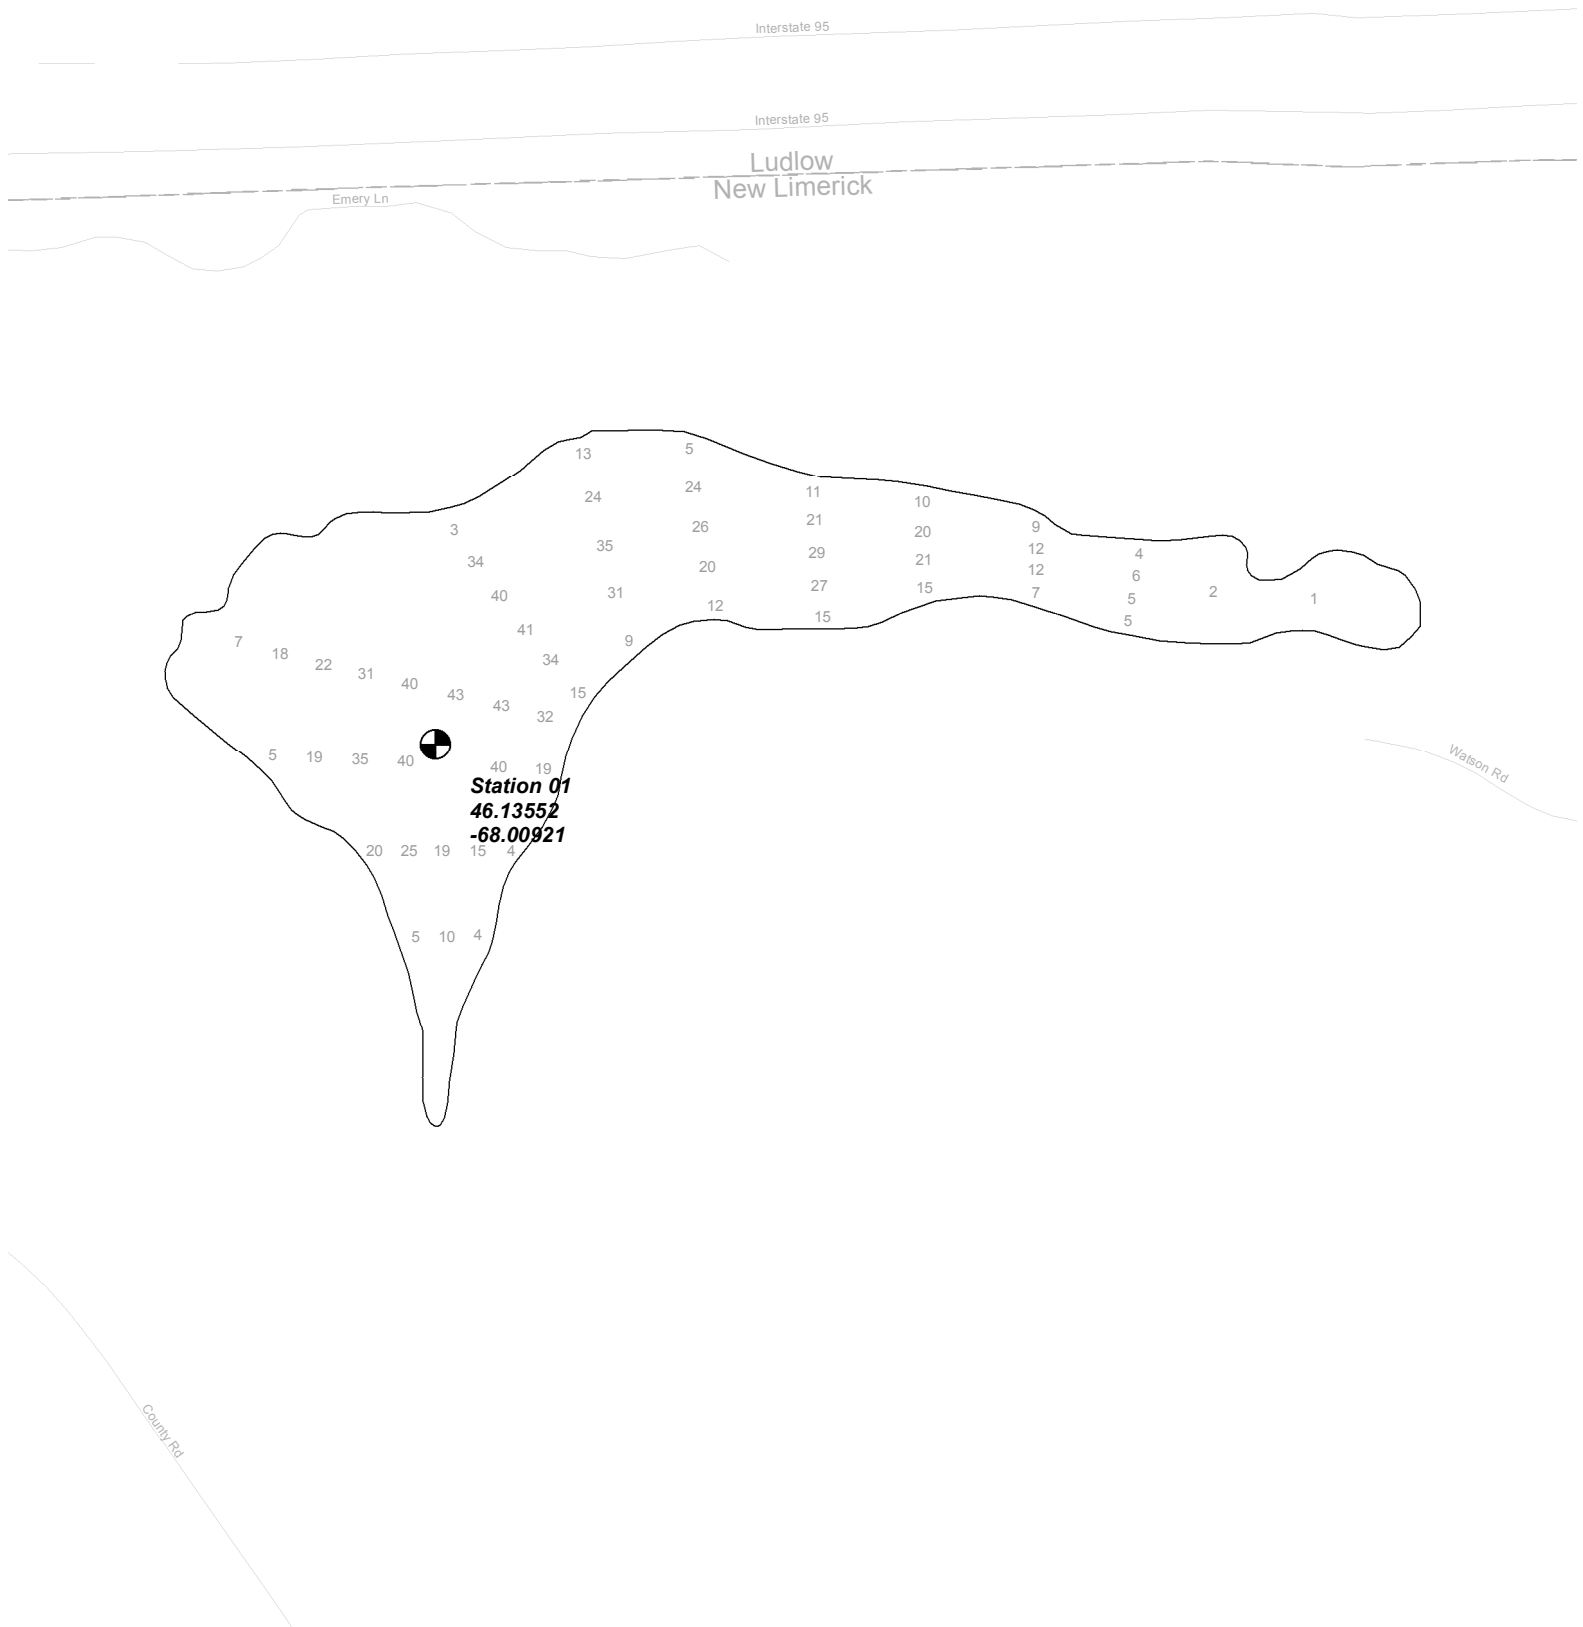 Interstate 95
Interstate 95
Ludlow
New Limerick
Emery Ln
13 5
24 24 11 10
3 26 21 20 9
34 35 20 29 21 12 4
40 31 12 27 15 12 6 2 1
41 9 15 7 5
34 5
7 18 22 31 40 43 43 32 15
5 19 35 40 40 19
Station 01
46.13552
-68.00921
20 25 19 15 4
5 10 4
Watson Rd
County Rd